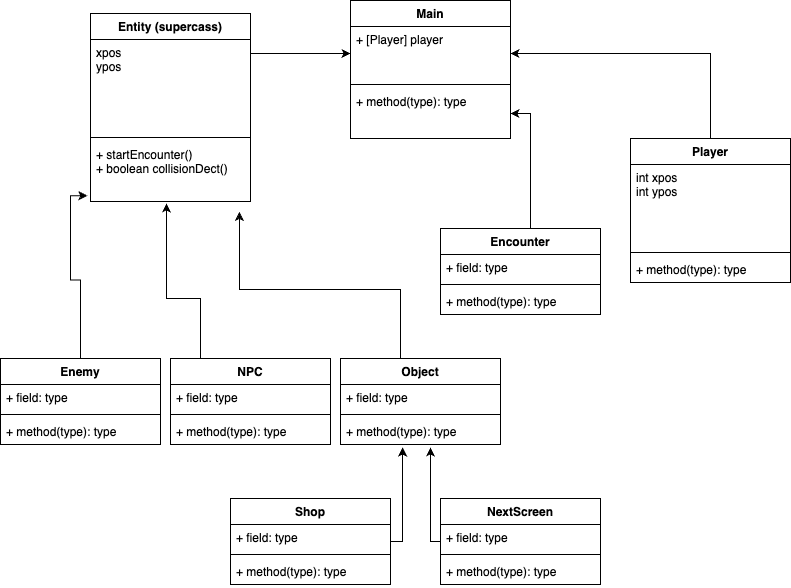 Entity (supercass)
xpos
ypos
+ startEncounter()
+ boolean collisionDect()
Main
+ [Player] player
+ method(type): type
Player
int xpos
int ypos
+ method(type): type
Encounter
+ field: type
+ method(type): type
Enemy
+ field: type
+ method(type): type
NPC
+ field: type
+ method(type): type
Object
+ field: type
+ method(type): type
Shop
+ field: type
+ method(type): type
NextScreen
+ field: type
+ method(type): type